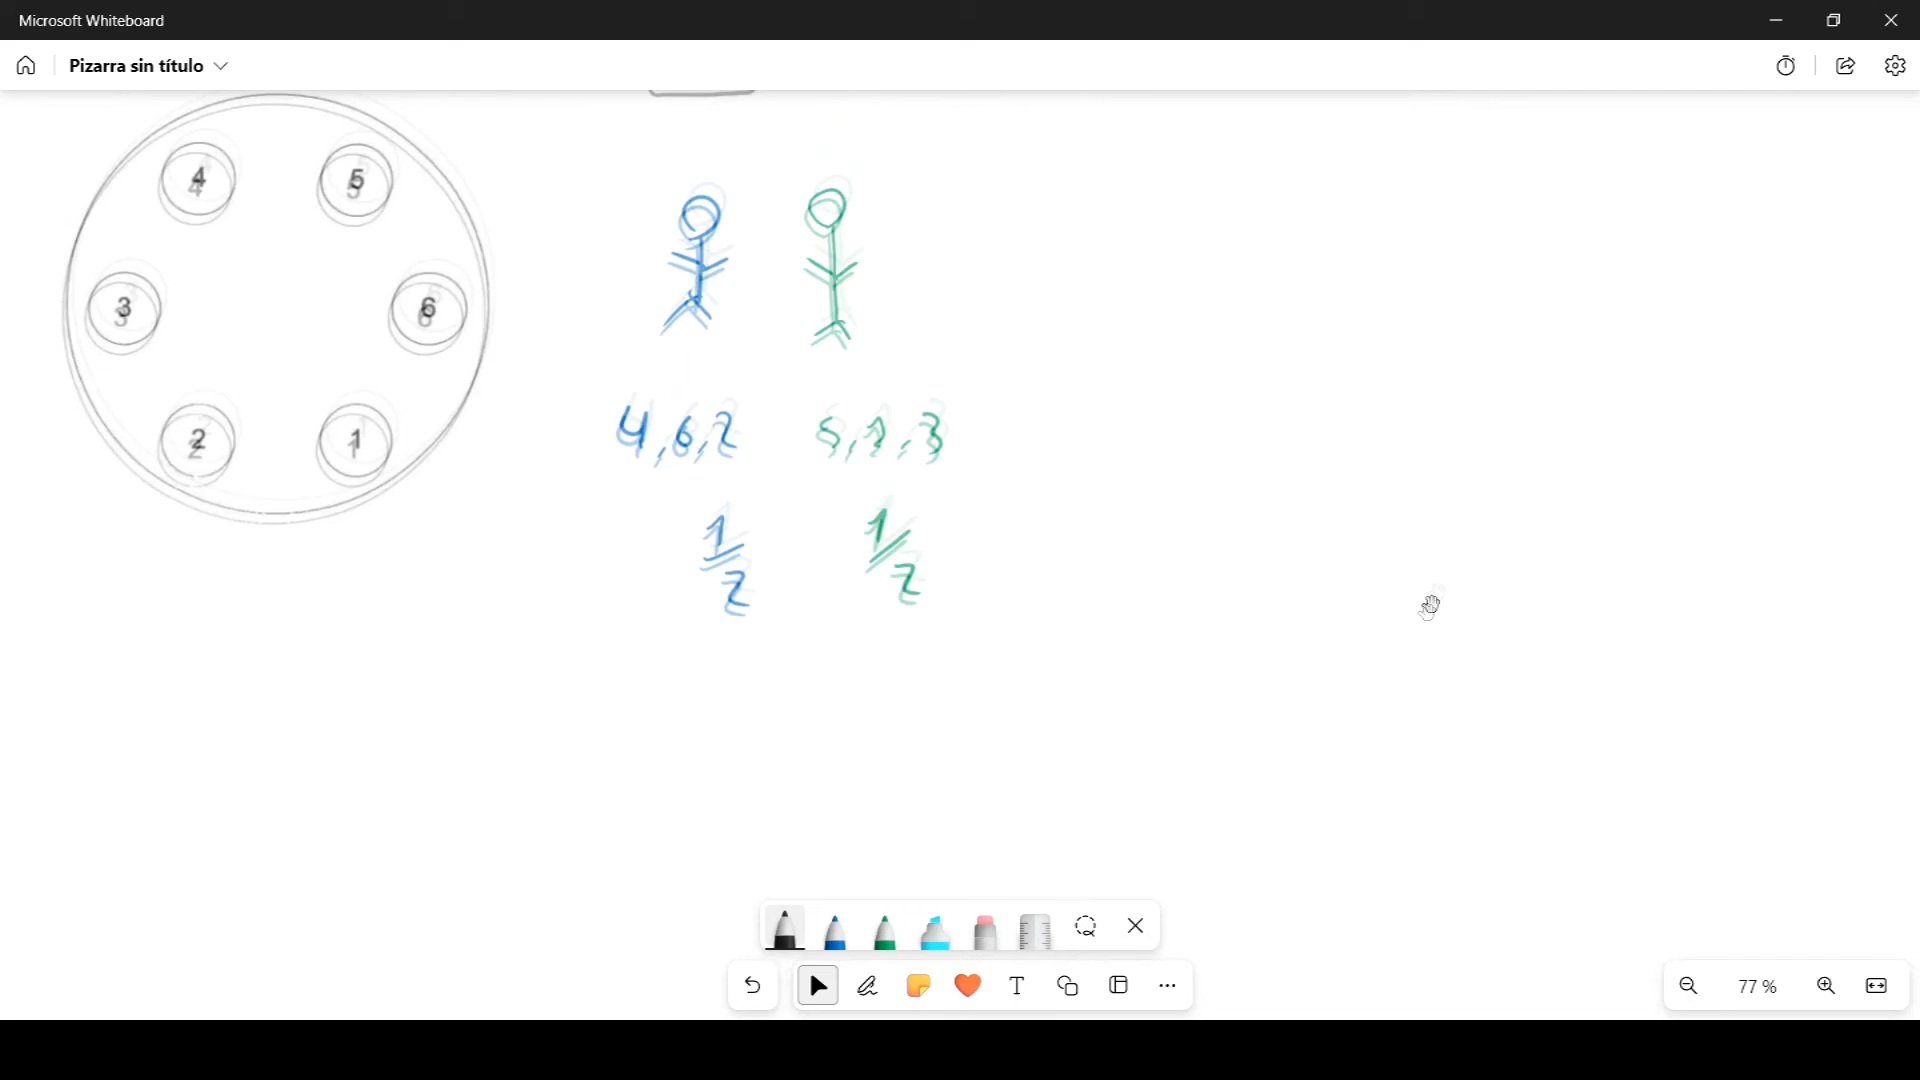 Microsoft Whiteboard
Pizarra sin título
4
5
3
6
2
1
4, 6, 2
5, 1, 3
1/2
1/2
77 %